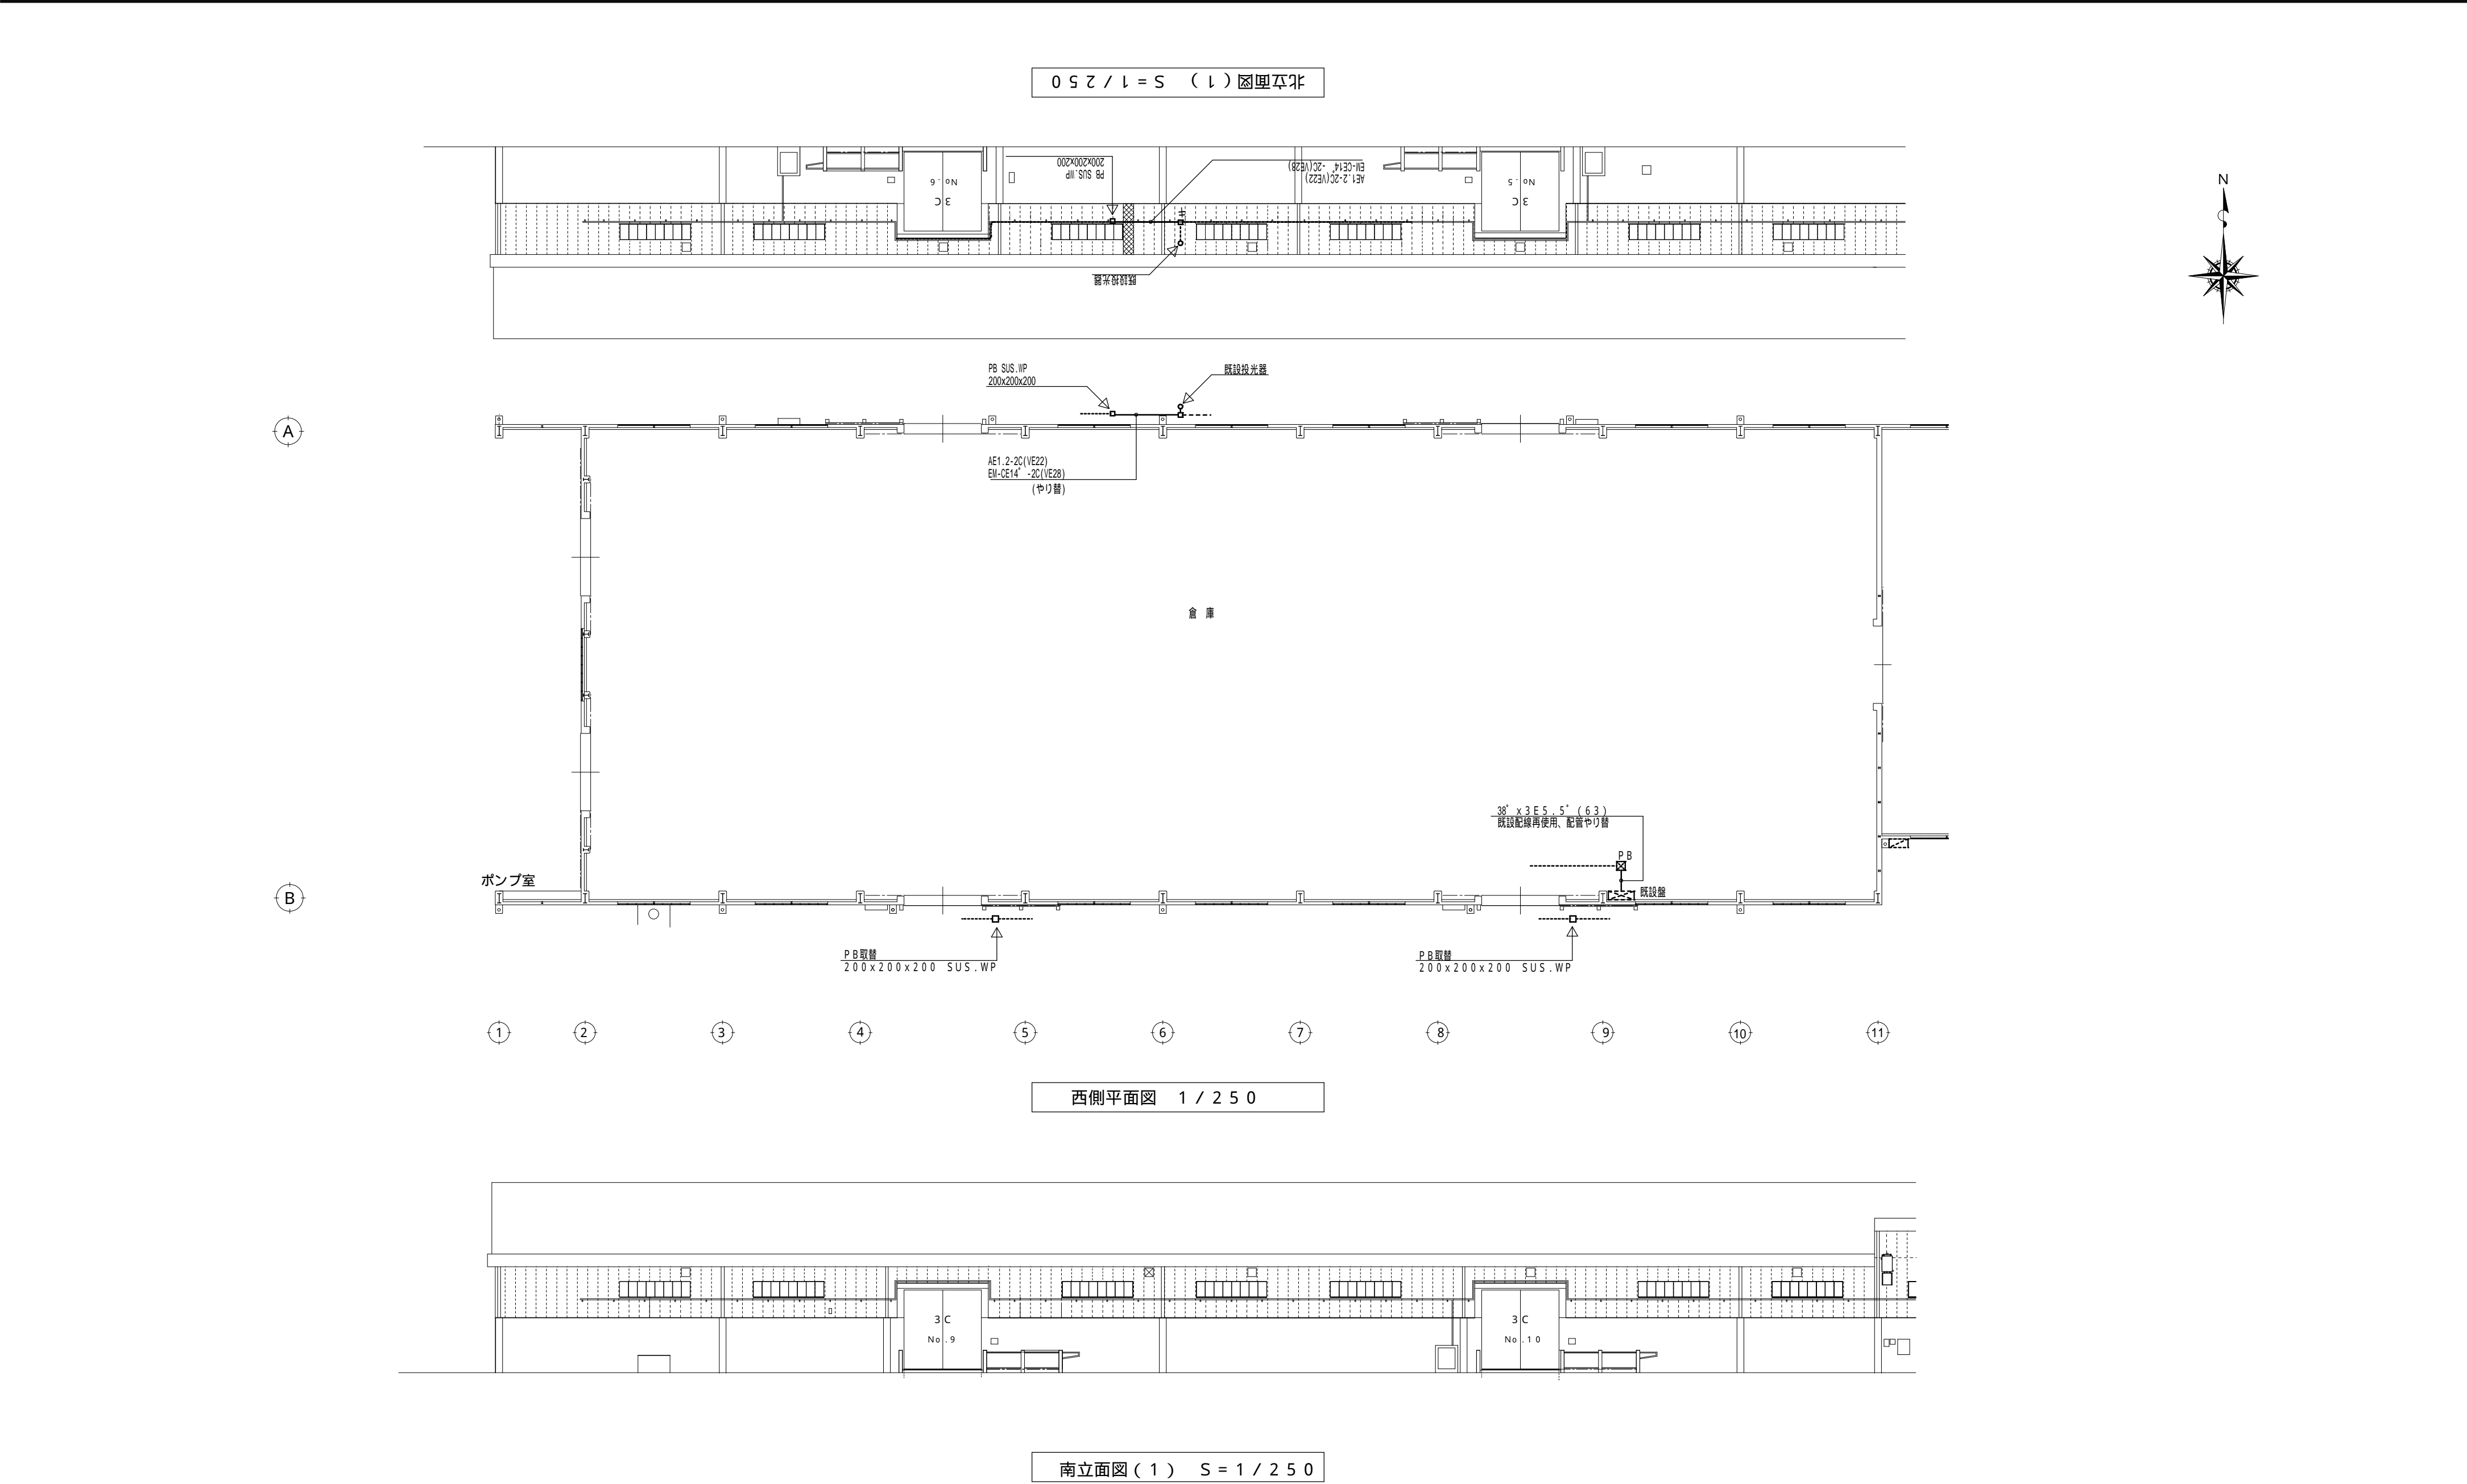 北立面図(1) S=1/250
3C
No.6
PB SUS.WP
200x200x200
AE1.2-2C(VE22)
EM-CE14゜-2C(VE28)
3C
No.5
既設投光器
N
PB SUS.WP
200x200x200
既設投光器
A
AE1.2-2C(VE22)
EM-CE14゜-2C(VE28)
(やり替)
倉 庫
38゜x3E5.5゜(63)
既設配線再使用、配管やり替
PB
既設盤
ポンプ室
B
PB取替
200x200x200 SUS.WP
PB取替
200x200x200 SUS.WP
1 2 3 4 5 6 7 8 9 10 11
西側平面図 1/250
3C
No.9
3C
No.10
南立面図(1) S=1/250